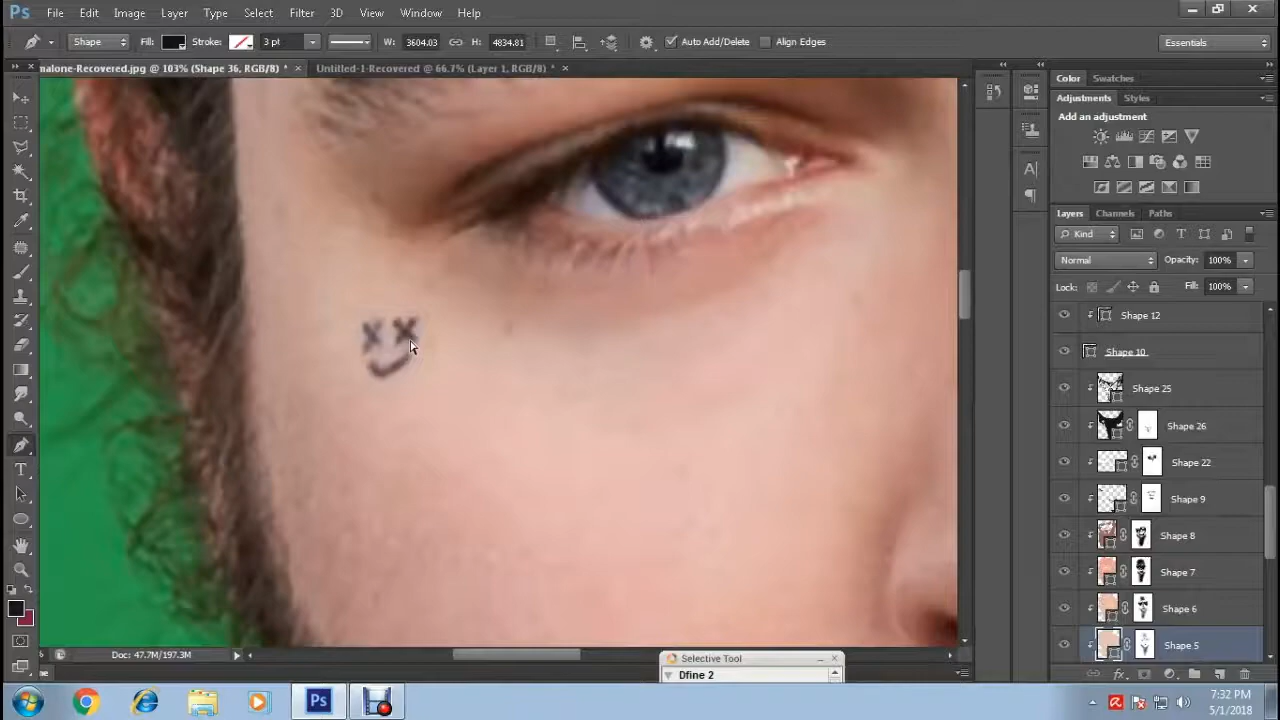 Ps File Edit Image Layer Type Select Filter 3D View Window Help
Shape Fill: Stroke: 3 pt W: 3604.03 H: 4834.81 Auto Add/Delete Align Edges Essentials
malone-Recovered.jpg @ 103% (Shape 36, RGB/8) * × Untitled-1-Recovered @ 66.7% (Layer 1, RGB/8) * ×
Color Swatches
Adjustments Styles
Add an adjustment
Layers Channels Paths
Kind
Normal Opacity: 100%
Lock: Fill: 100%
Shape 12
Shape 10
Shape 25
Shape 26
Shape 22
Shape 9
Shape 8
Shape 7
Shape 6
Shape 5
Doc: 47.7M/197.3M
Selective Tool
Dfine 2
Ps
7:32 PM
5/1/2018